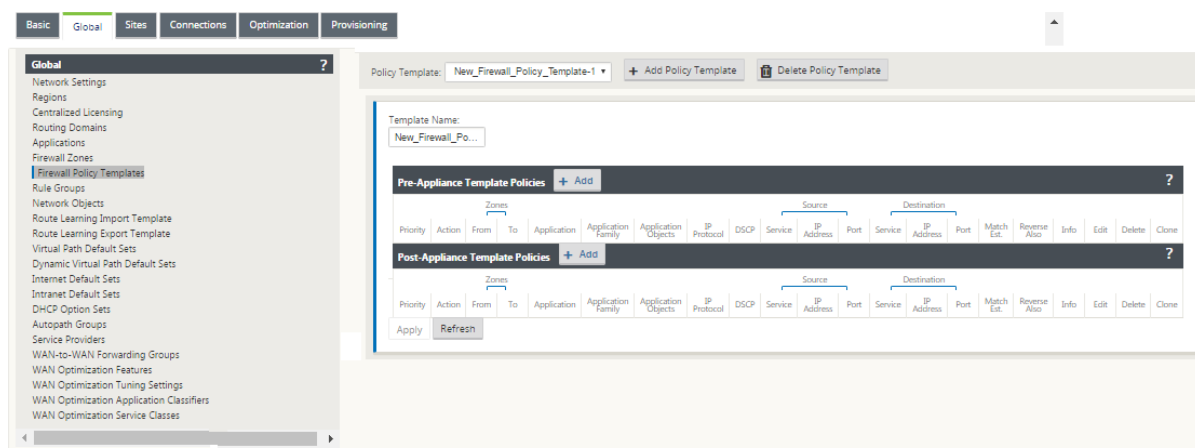 Basic Global Sites Connections Optimization Provisioning
Global ?
Network Settings
Regions
Centralized Licensing
Routing Domains
Applications
Firewall Zones
Firewall Policy Templates
Rule Groups
Network Objects
Route Learning Import Template
Route Learning Export Template
Virtual Path Default Sets
Dynamic Virtual Path Default Sets
Internet Default Sets
Intranet Default Sets
DHCP Option Sets
Autopath Groups
Service Providers
WAN-to-WAN Forwarding Groups
WAN Optimization Features
WAN Optimization Tuning Settings
WAN Optimization Application Classifiers
WAN Optimization Service Classes
Policy Template: New_Firewall_Policy_Template-1 + Add Policy Template Delete Policy Template
Template Name:
New_Firewall_Po...
Pre-Appliance Template Policies + Add ?
Zones Source Destination
Priority Action From To Application Application Family Application Objects IP Protocol DSCP Service IP Address Port Service IP Address Port Match Est. Reverse Also Info Edit Delete Clone
Post-Appliance Template Policies + Add ?
Zones Source Destination
Priority Action From To Application Application Family Application Objects IP Protocol DSCP Service IP Address Port Service IP Address Port Match Est. Reverse Also Info Edit Delete Clone
Apply Refresh